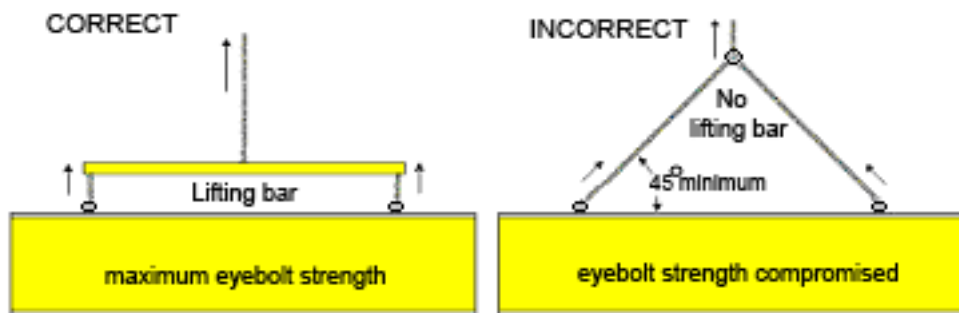 CORRECT
Lifting bar
maximum eyebolt strength
INCORRECT
No
lifting bar
45° minimum
eyebolt strength compromised